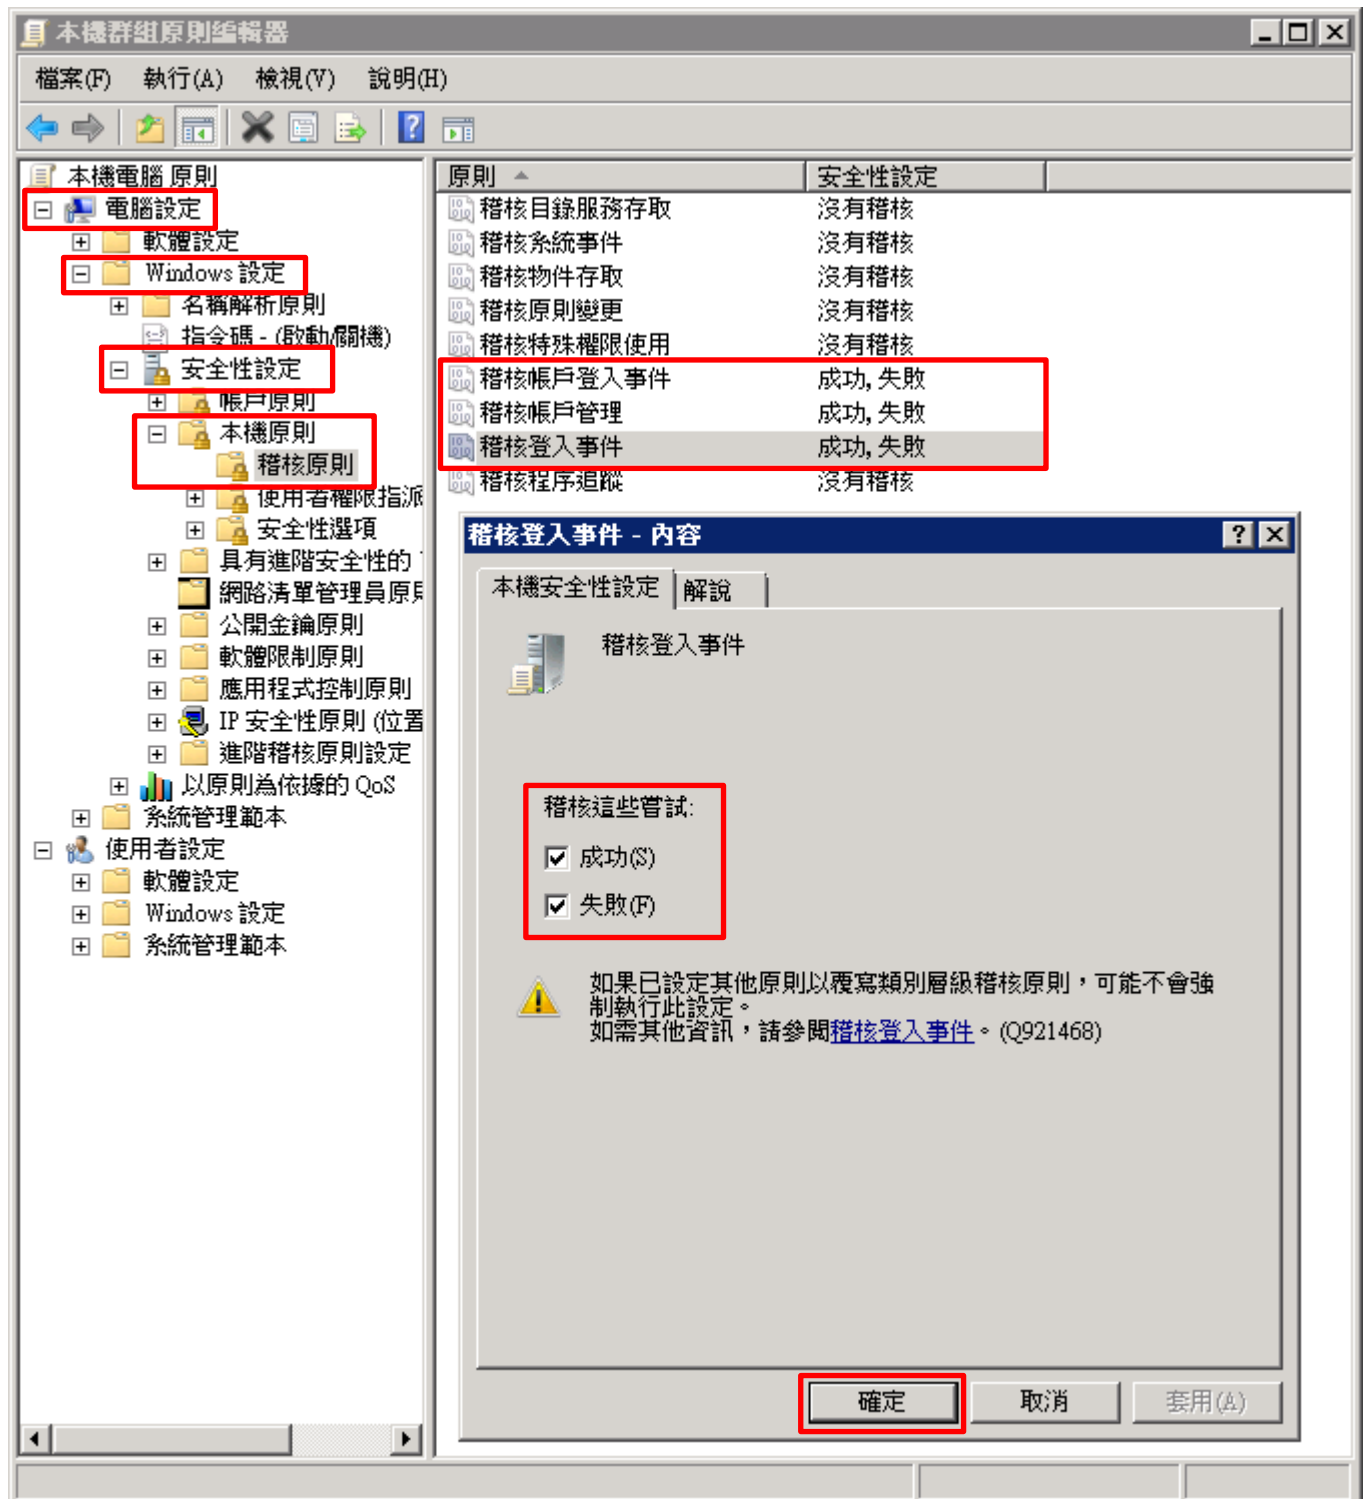 本機群組原則編輯器
檔案(F) 執行(A) 檢視(V) 說明(H)
本機電腦 原則
電腦設定
軟體設定
Windows 設定
名稱解析原則
指令碼 - (啟動/關機)
安全性設定
帳戶原則
本機原則
稽核原則
使用者權限指派
安全性選項
具有進階安全性的
網路清單管理員原則
公開金鑰原則
軟體限制原則
應用程式控制原則
IP 安全性原則 (位置
進階稽核原則設定
以原則為依據的 QoS
系統管理範本
使用者設定
軟體設定
Windows 設定
系統管理範本
原則 安全性設定
稽核目錄服務存取 沒有稽核
稽核系統事件 沒有稽核
稽核物件存取 沒有稽核
稽核原則變更 沒有稽核
稽核特殊權限使用 沒有稽核
稽核帳戶登入事件 成功, 失敗
稽核帳戶管理 成功, 失敗
稽核登入事件 成功, 失敗
稽核程序追蹤 沒有稽核
稽核登入事件 - 內容
本機安全性設定 解說
稽核登入事件
稽核這些嘗試:
成功(S)
失敗(F)
如果已設定其他原則以覆寫類別層級稽核原則，可能不會強
制執行此設定。
如需其他資訊，請參閱稽核登入事件。(Q921468)
確定 取消 套用(A)